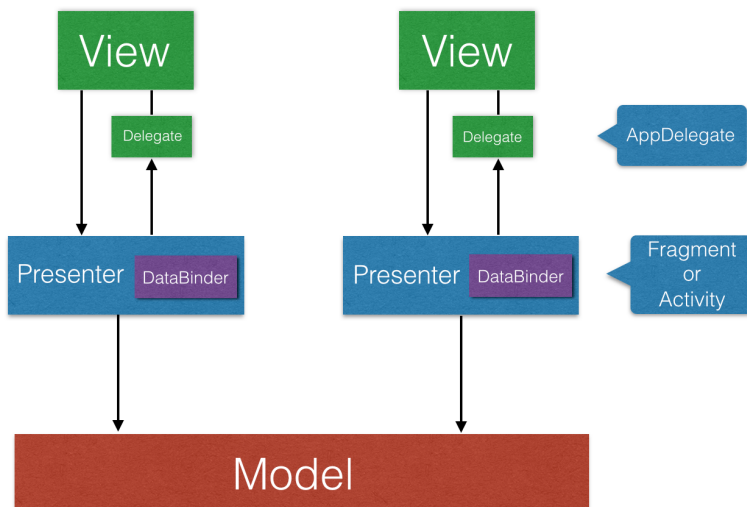 View
View
Delegate
Delegate
AppDelegate
Presenter
DataBinder
Presenter
DataBinder
Fragment
or
Activity
Model